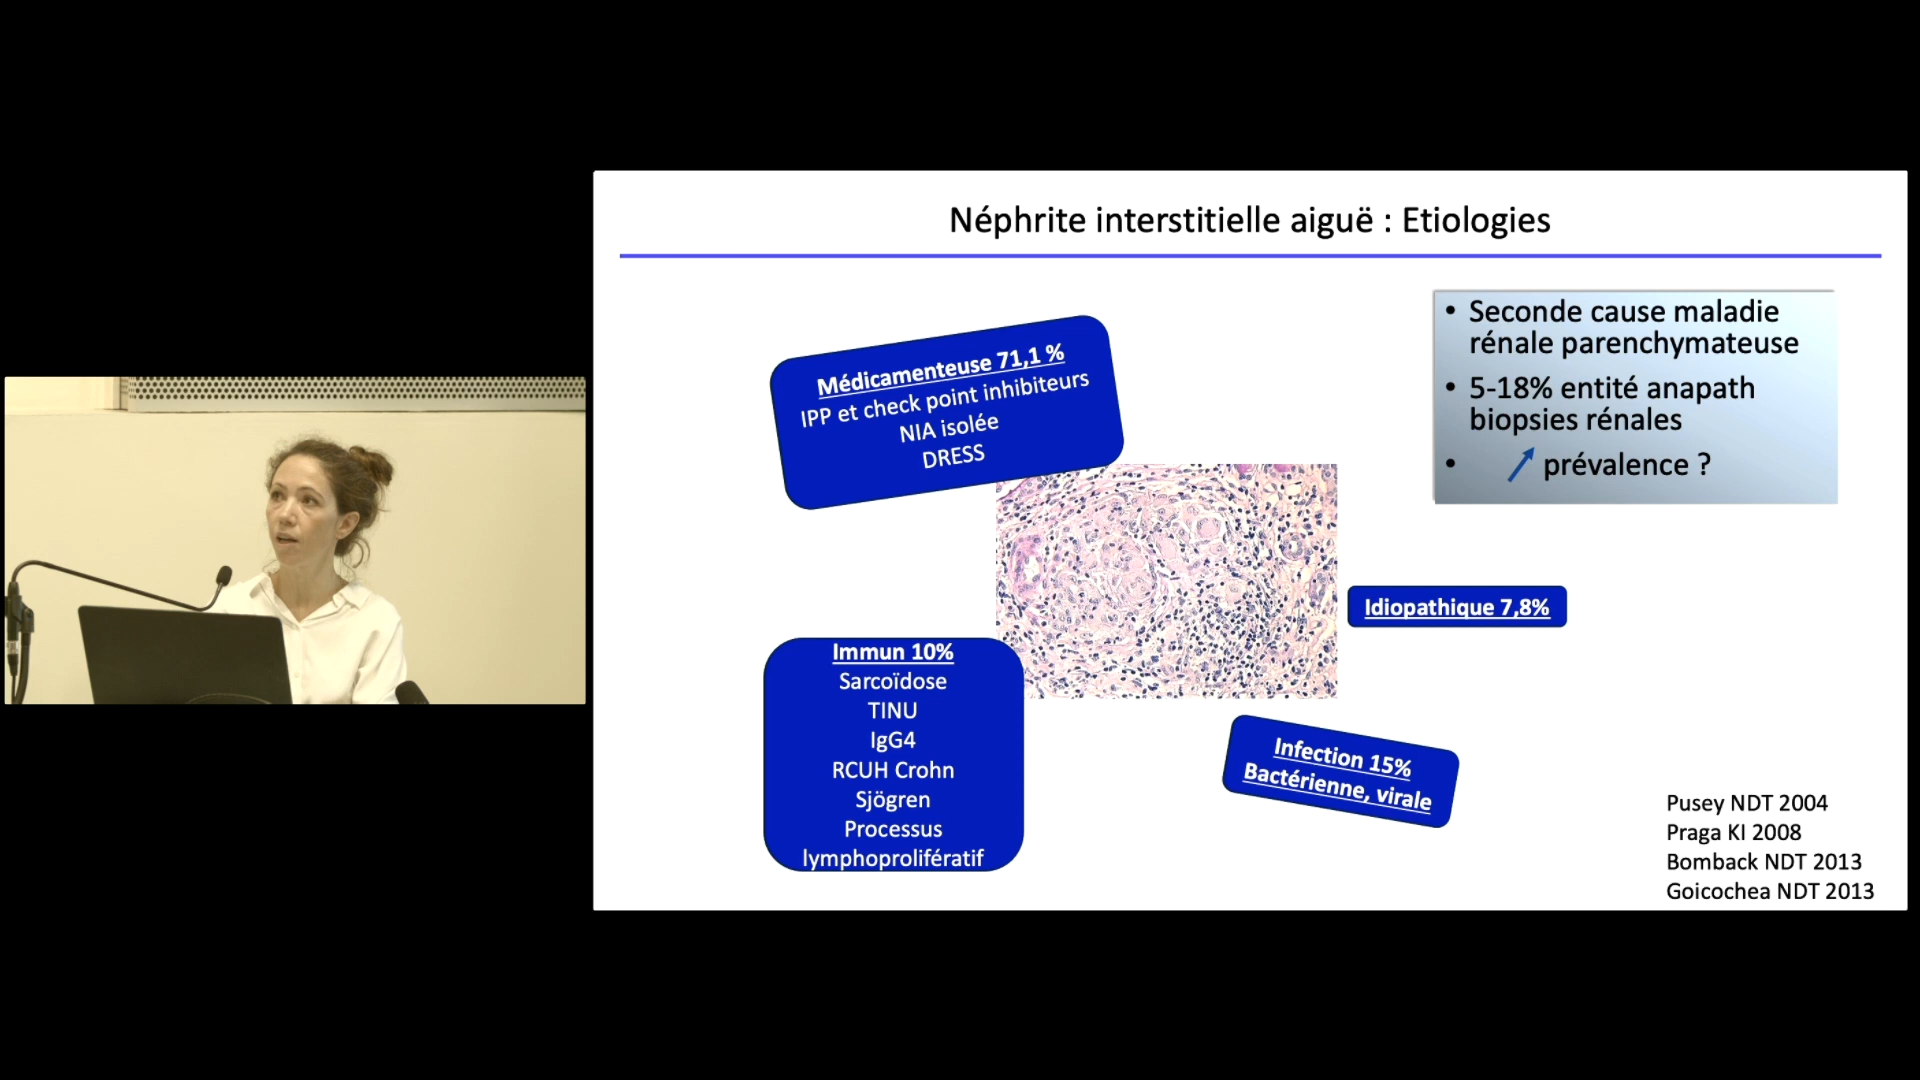 Néphrite interstitielle aiguë : Etiologies
Médicamenteuse 71,1 %
IPP et check point inhibiteurs
NIA isolée
DRESS
• Seconde cause maladie
rénale parenchymateuse
• 5-18% entité anapath
biopsies rénales
• prévalence ?
Idiopathique 7,8%
Immun 10%
Sarcoïdose
TINU
IgG4
RCUH Crohn
Sjögren
Processus
lymphoprolifératif
Infection 15%
Bactérienne, virale
Pusey NDT 2004
Praga KI 2008
Bomback NDT 2013
Goicochea NDT 2013